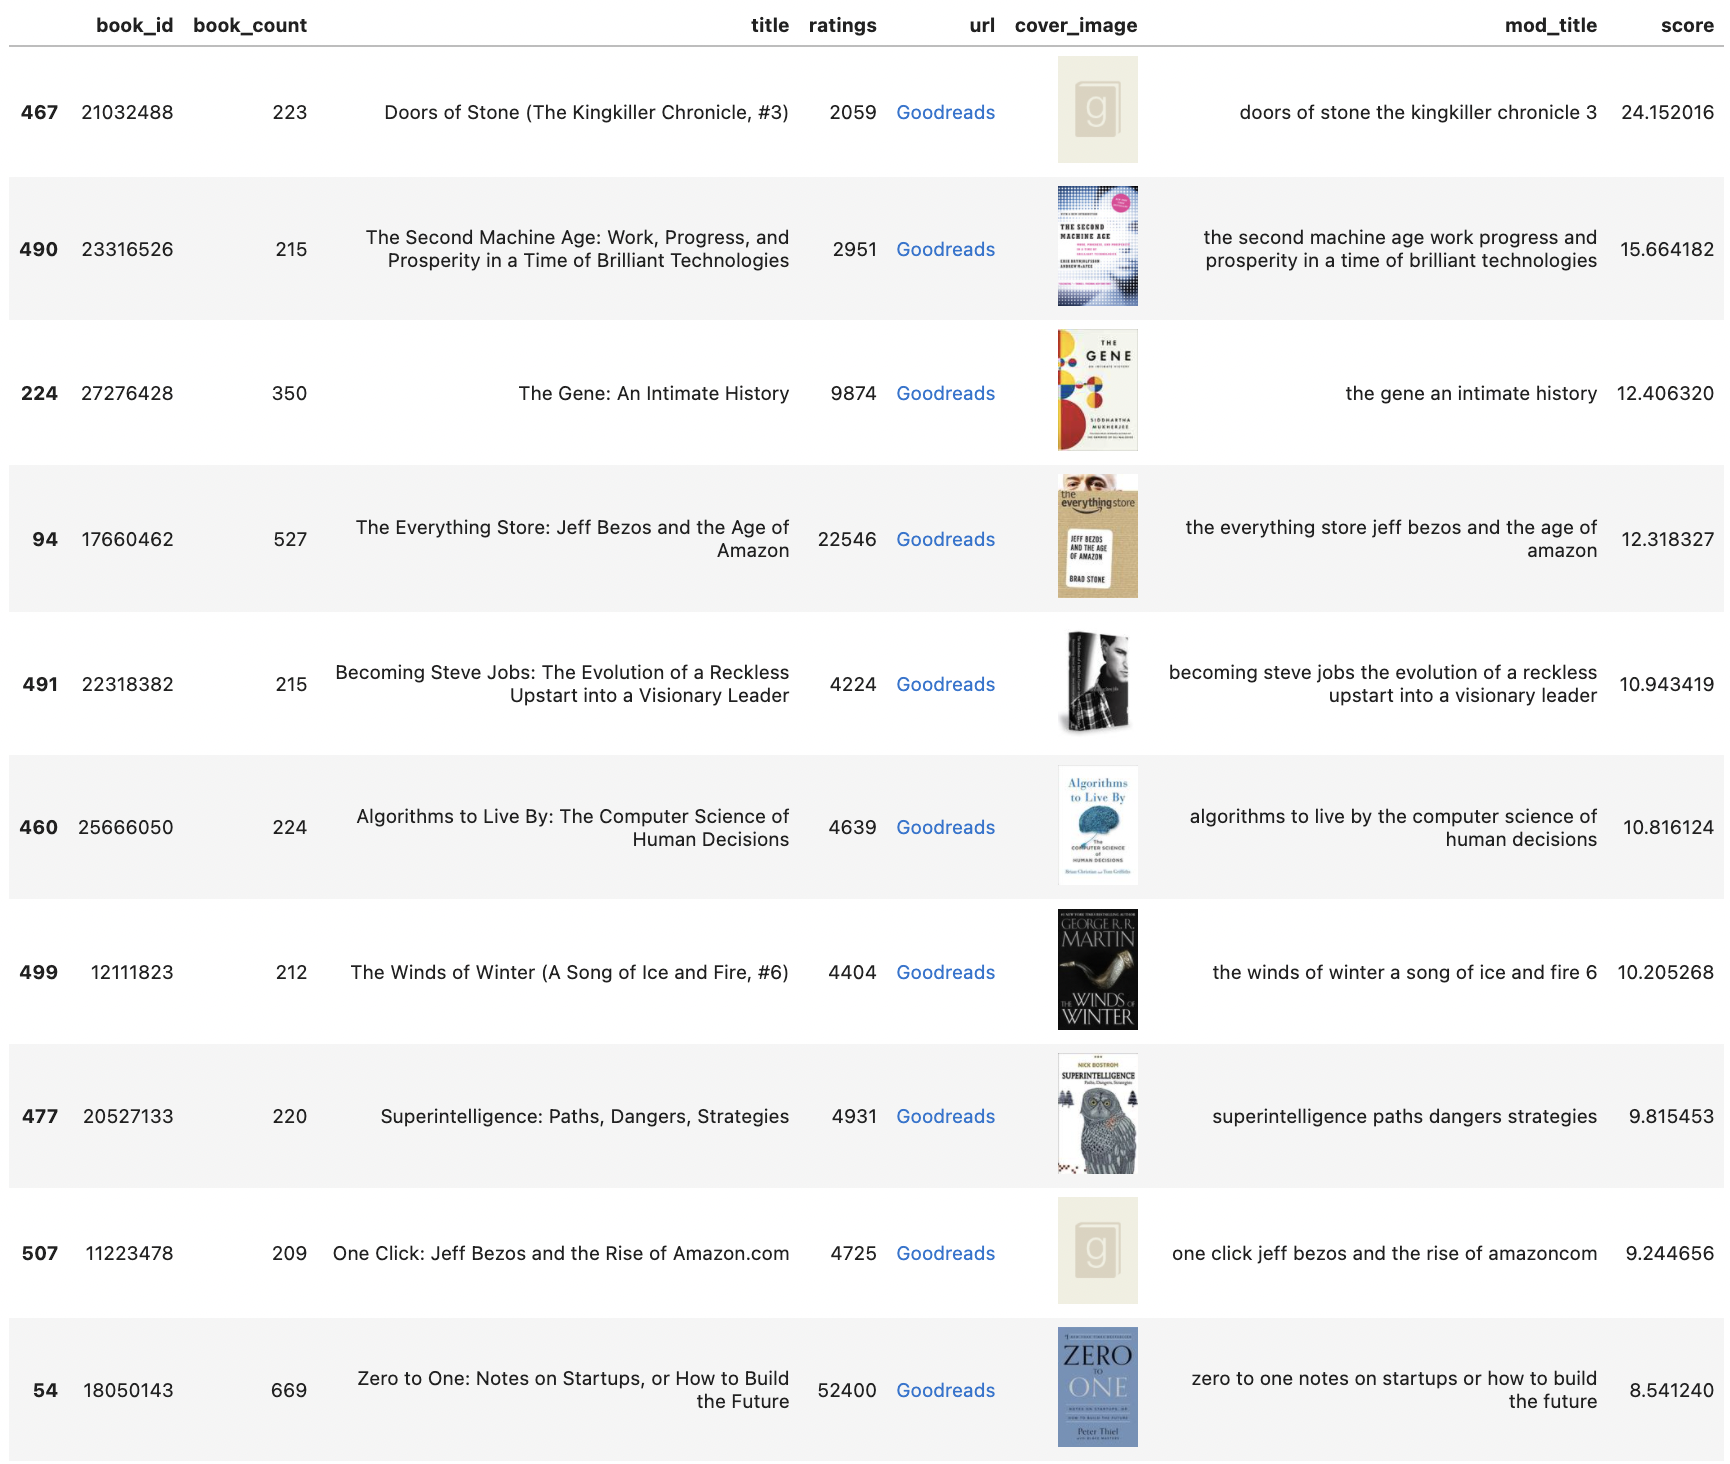 book_id book_count title ratings url cover_image mod_title score
467 21032488 223 Doors of Stone (The Kingkiller Chronicle, #3) 2059 Goodreads g doors of stone the kingkiller chronicle 3 24.152016
490 23316526 215 The Second Machine Age: Work, Progress, and
Prosperity in a Time of Brilliant Technologies 2951 Goodreads the second machine age work progress and
prosperity in a time of brilliant technologies 15.664182
THE SECOND
MACHINE AGE
224 27276428 350 The Gene: An Intimate History 9874 Goodreads the gene an intimate history 12.406320
THE
GENE
AN INTIMATE HISTORY
SIDDHARTHA
MUKHERJEE
94 17660462 527 The Everything Store: Jeff Bezos and the Age of
Amazon 22546 Goodreads the everything store jeff bezos and the age of
amazon 12.318327
the
everything store
JEFF BEZOS
AND THE AGE
OF AMAZON
BRAD STONE
491 22318382 215 Becoming Steve Jobs: The Evolution of a Reckless
Upstart into a Visionary Leader 4224 Goodreads becoming steve jobs the evolution of a reckless
upstart into a visionary leader 10.943419
460 25666050 224 Algorithms to Live By: The Computer Science of
Human Decisions 4639 Goodreads algorithms to live by the computer science of
human decisions 10.816124
Algorithms
to Live By
The
COMPUTER SCIENCE
of
HUMAN DECISIONS
Brian Christian and Tom Griffiths
499 12111823 212 The Winds of Winter (A Song of Ice and Fire, #6) 4404 Goodreads the winds of winter a song of ice and fire 6 10.205268
GEORGE R. R.
MARTIN
THE WINDS OF
WINTER
477 20527133 220 Superintelligence: Paths, Dangers, Strategies 4931 Goodreads superintelligence paths dangers strategies 9.815453
NICK BOSTROM
SUPERINTELLIGENCE
Paths, Dangers, Strategies
507 11223478 209 One Click: Jeff Bezos and the Rise of Amazon.com 4725 Goodreads g one click jeff bezos and the rise of amazoncom 9.244656
54 18050143 669 Zero to One: Notes on Startups, or How to Build
the Future 52400 Goodreads zero to one notes on startups or how to build
the future 8.541240
ZERO
TO
ONE
NOTES ON STARTUPS, OR
HOW TO BUILD THE FUTURE
Peter Thiel